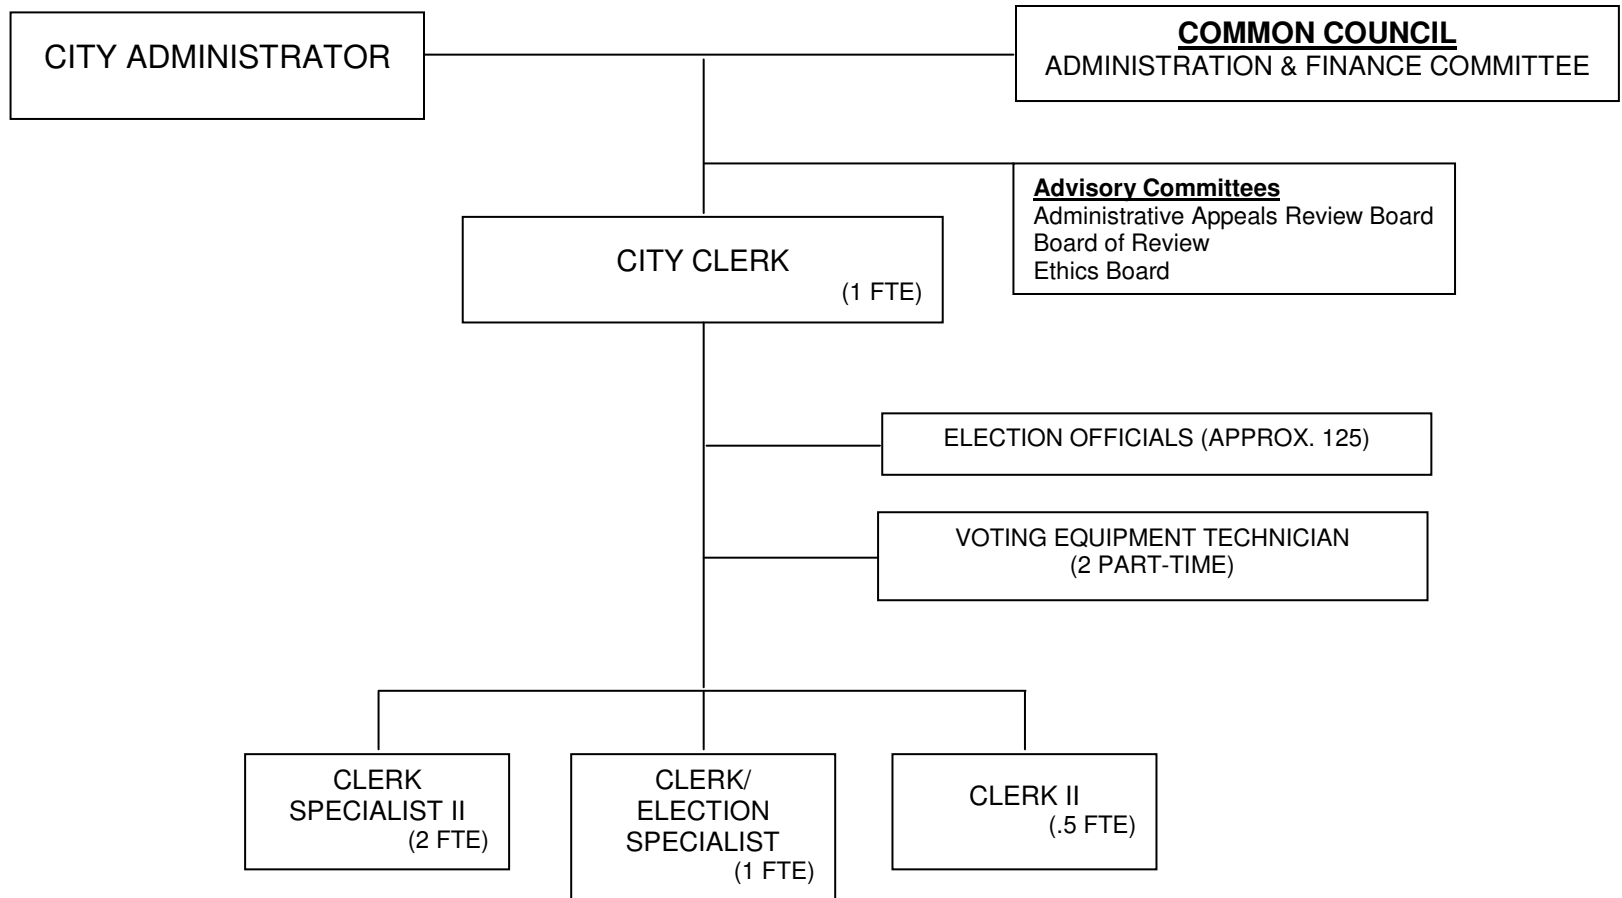 CITY ADMINISTRATOR
COMMON COUNCIL
ADMINISTRATION & FINANCE COMMITTEE
Advisory Committees
Administrative Appeals Review Board
Board of Review
Ethics Board
CITY CLERK
(1 FTE)
ELECTION OFFICIALS (APPROX. 125)
VOTING EQUIPMENT TECHNICIAN
(2 PART-TIME)
CLERK
SPECIALIST II
(2 FTE)
CLERK/
ELECTION
SPECIALIST
(1 FTE)
CLERK II
(.5 FTE)